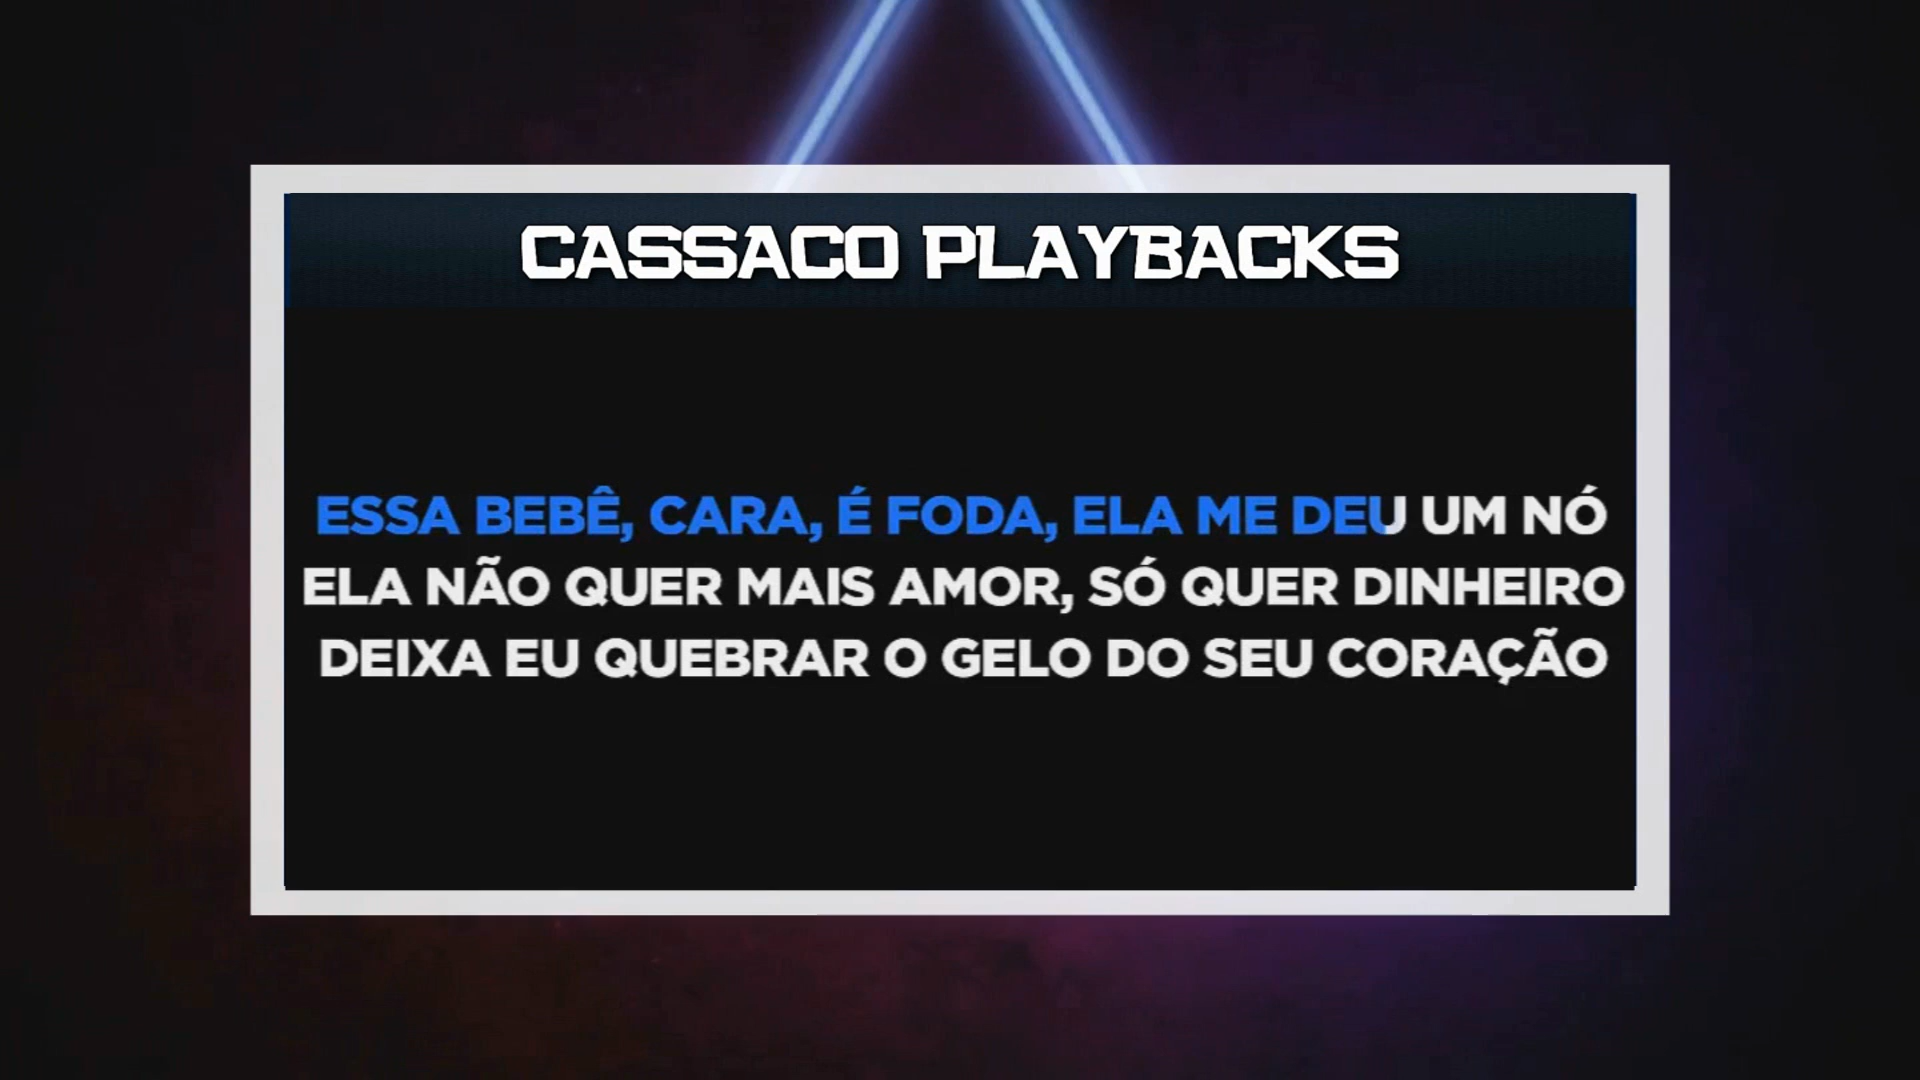 CASSACO PLAYBACKS
ESSA BEBÊ, CARA, É FODA, ELA ME DEU UM NÓ
ELA NÃO QUER MAIS AMOR, SÓ QUER DINHEIRO
DEIXA EU QUEBRAR O GELO DO SEU CORAÇÃO